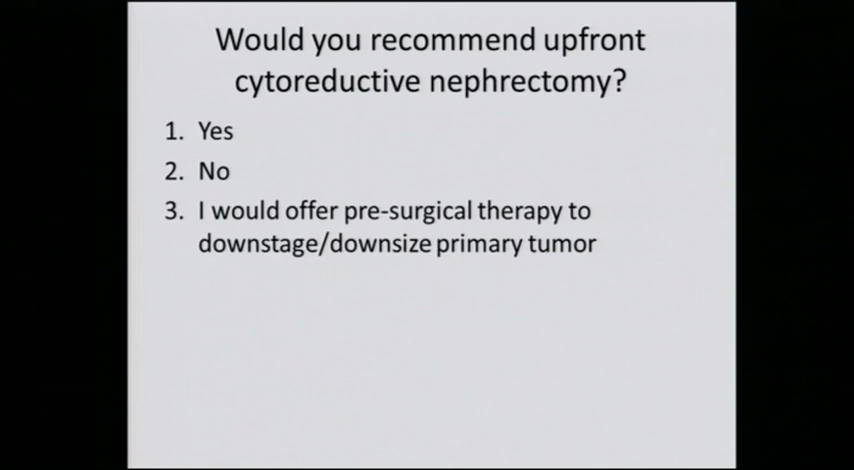 Would you recommend upfront
cytoreductive nephrectomy?
1. Yes
2. No
3. I would offer pre-surgical therapy to
downstage/downsize primary tumor